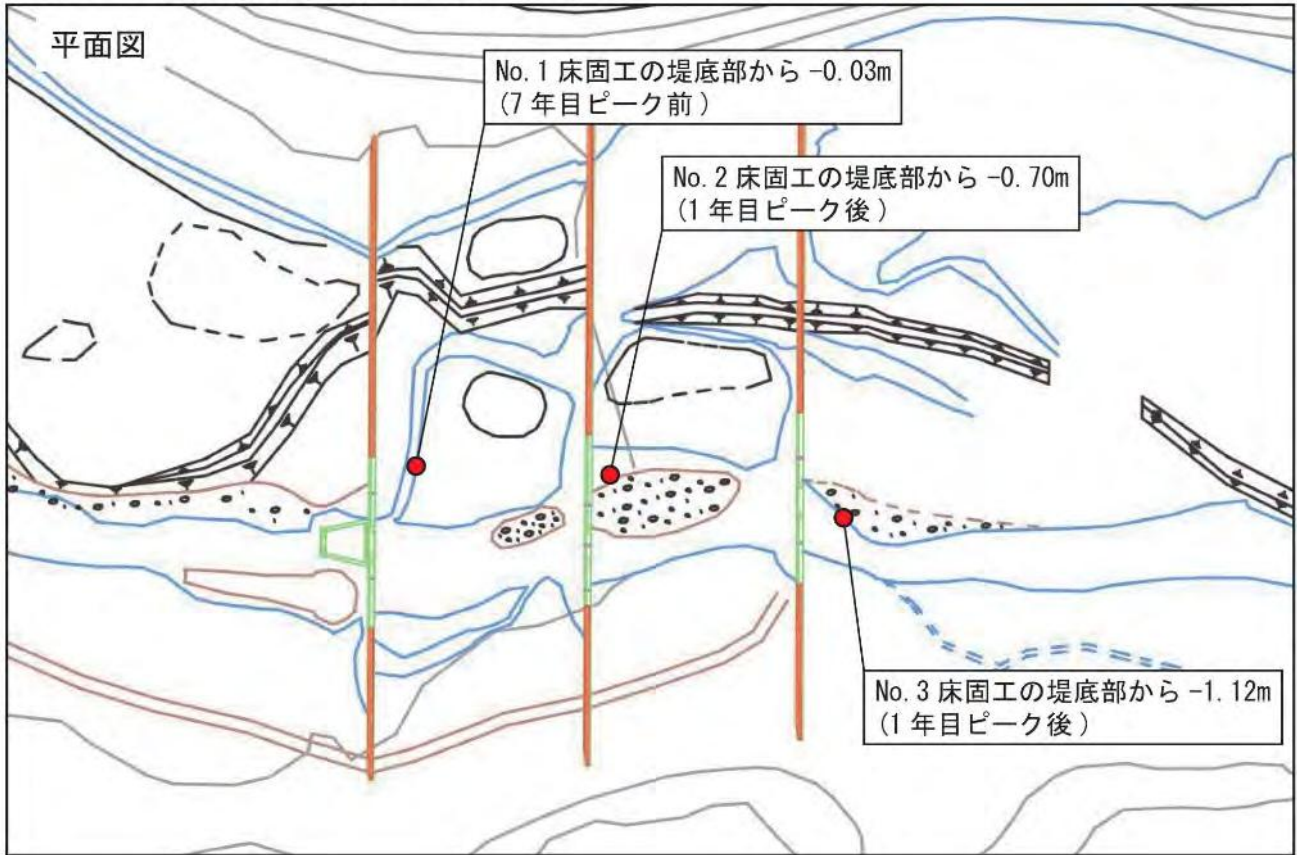 平面図
No.1 床固工の堤底部から -0.03m
(7 年目ピーク前)
No.2 床固工の堤底部から -0.70m
(1 年目ピーク後)
No.3 床固工の堤底部から -1.12m
(1 年目ピーク後)